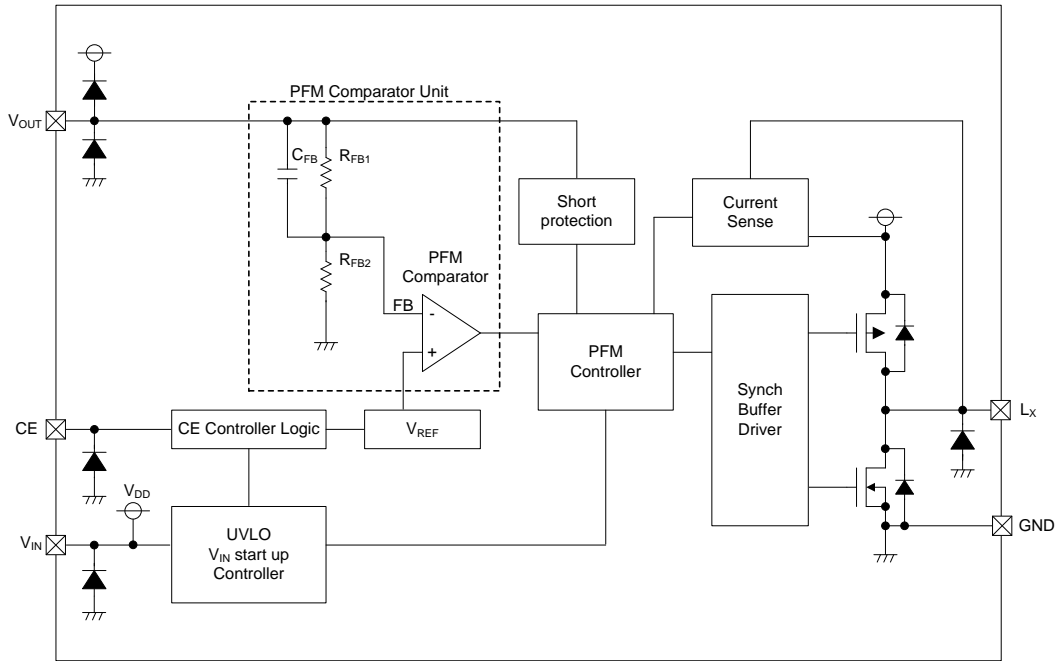 PFM Comparator Unit
VOUT
CFB
RFB1
Short
protection
Current
Sense
RFB2
PFM
Comparator
FB
-
+
PFM
Controller
Synch
Buffer
Driver
LX
CE
CE Controller Logic
VREF
VDD
VIN
UVLO
VIN start up
Controller
GND